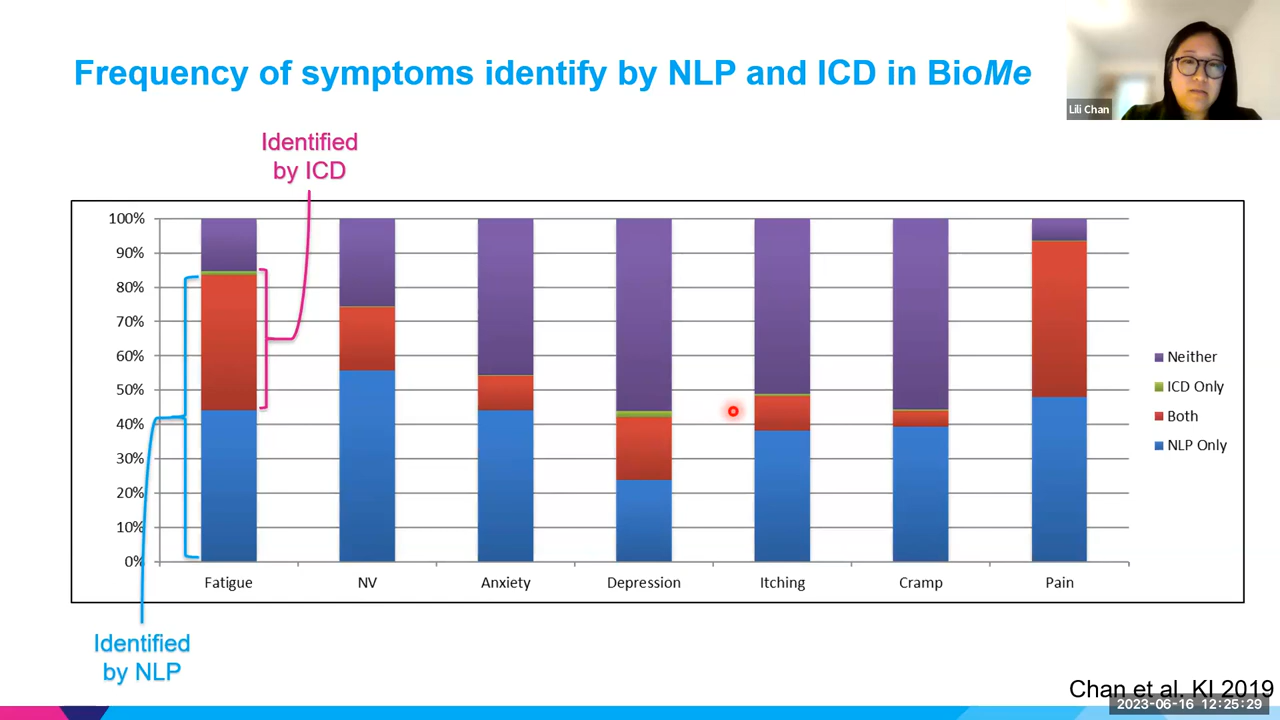 Frequency of symptoms identify by NLP and ICD in BioMe
Lili Chan
Identified
by ICD
100%
90%
80%
70%
60%
50%
40%
30%
20%
10%
0%
Fatigue
NV
Anxiety
Depression
Itching
Cramp
Pain
Neither
ICD Only
Both
NLP Only
Identified
by NLP
Chan et al. KI 2019
2023-06-16 12:25:29